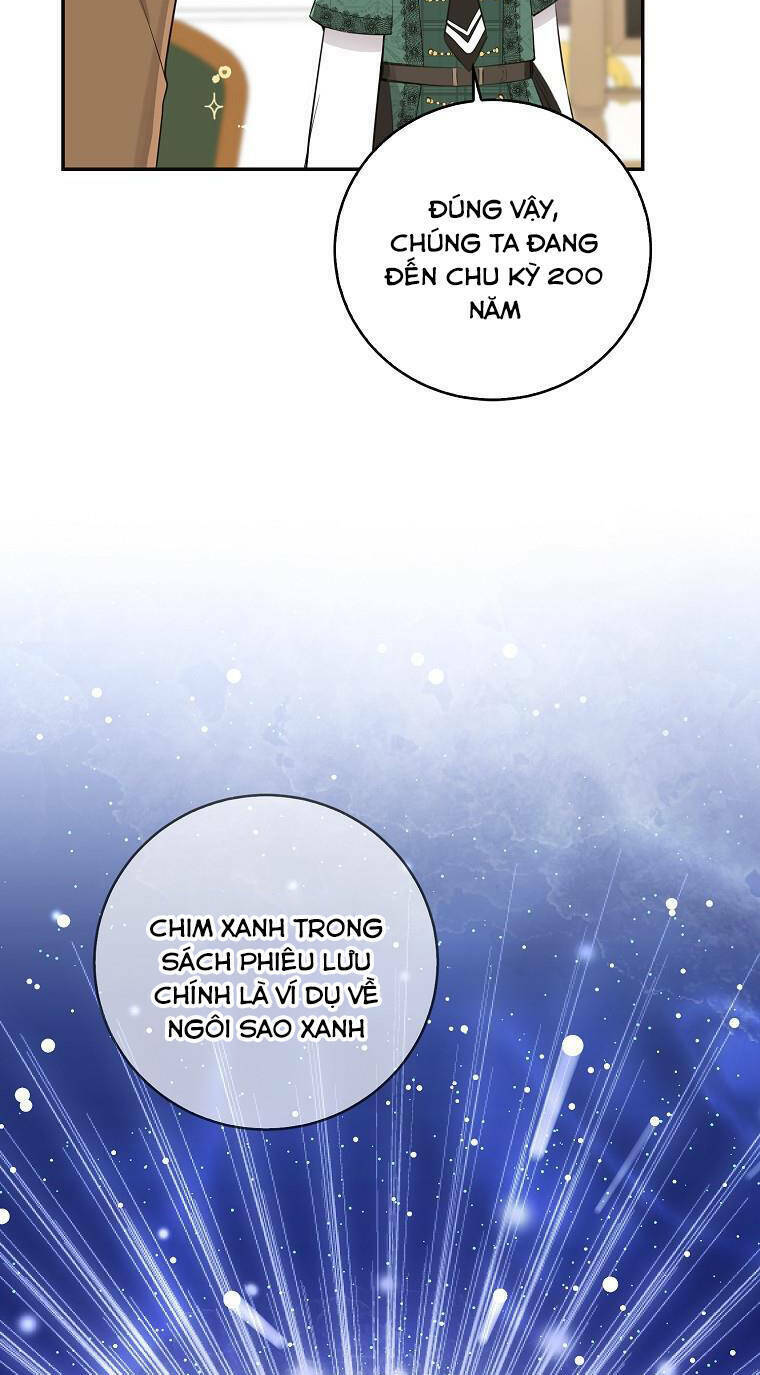 ĐÚNG VẬY,
CHÚNG TA ĐANG
ĐẾN CHU KỲ 200
NĂM
CHIM XANH TRONG
SÁCH PHIÊU LƯU
CHÍNH LÀ VÍ DỤ VỀ
NGÔI SAO XANH